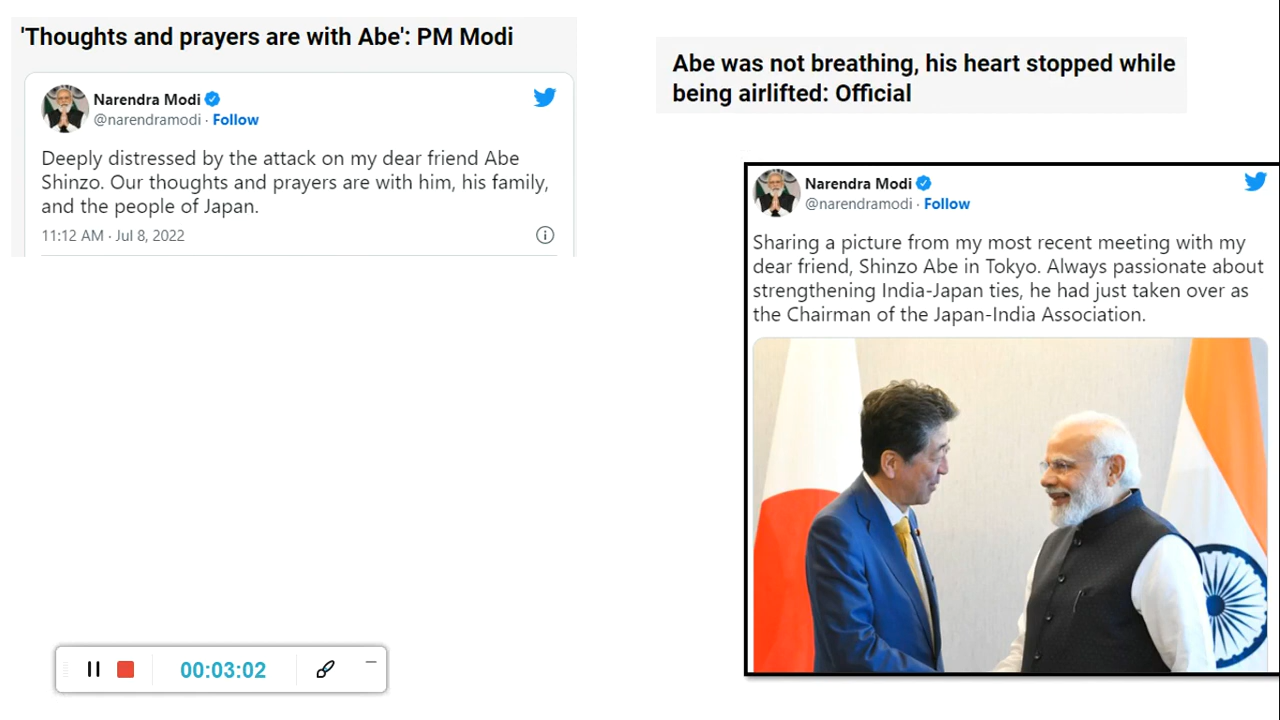 'Thoughts and prayers are with Abe': PM Modi
Narendra Modi
@narendramodi · Follow
Deeply distressed by the attack on my dear friend Abe
Shinzo. Our thoughts and prayers are with him, his family,
and the people of Japan.
11:12 AM · Jul 8, 2022
Abe was not breathing, his heart stopped while
being airlifted: Official
Narendra Modi
@narendramodi · Follow
Sharing a picture from my most recent meeting with my
dear friend, Shinzo Abe in Tokyo. Always passionate about
strengthening India-Japan ties, he had just taken over as
the Chairman of the Japan-India Association.
00:03:02